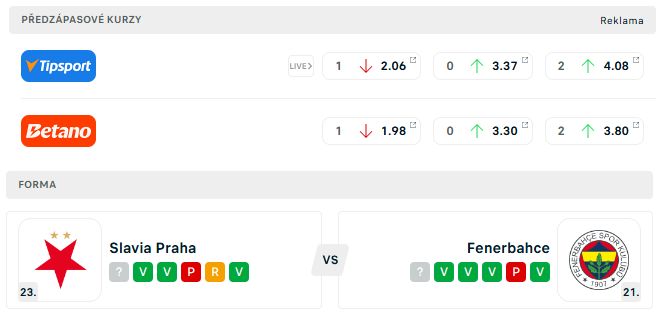 PŘEDZÁPASOVÉ KURZY Reklama
Tipsport LIVE 1 2.06 0 3.37 2 4.08
Betano 1 1.98 0 3.30 2 3.80
FORMA
Slavia Praha
? V V P R V
23.
VS
Fenerbahce
? V V V P V
FENERBAHÇE SPOR KULÜBÜ
1907
21.